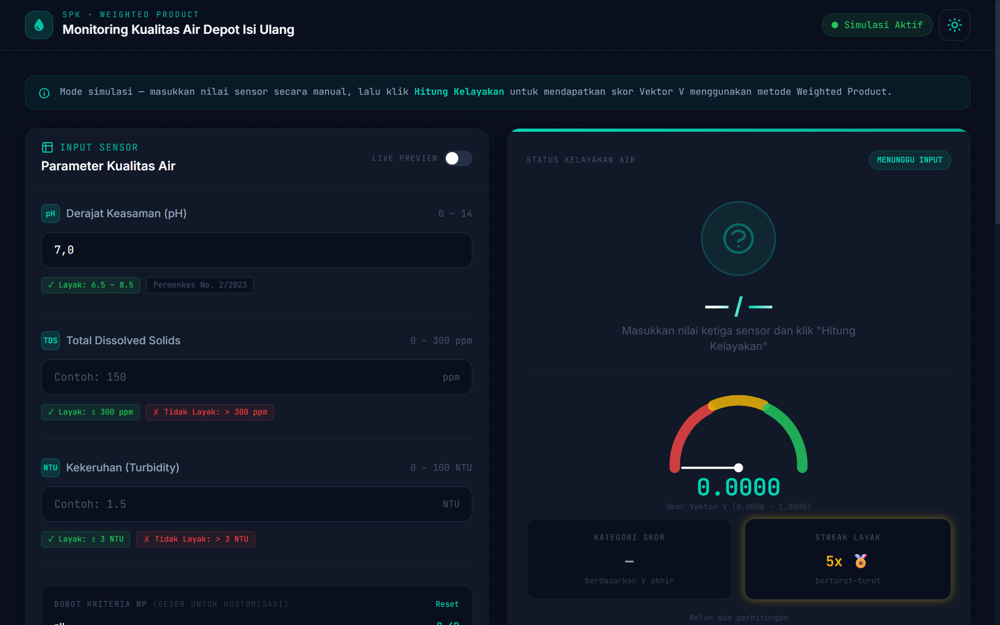 SPK · WEIGHTED PRODUCT
Monitoring Kualitas Air Depot Isi Ulang
Simulasi Aktif
Mode simulasi — masukkan nilai sensor secara manual, lalu klik Hitung Kelayakan untuk mendapatkan skor Vektor V menggunakan metode Weighted Product.
INPUT SENSOR
Parameter Kualitas Air
LIVE PREVIEW
pH Derajat Keasaman (pH)
0 – 14
7,0
✓ Layak: 6.5 – 8.5
Permenkes No. 2/2023
TDS Total Dissolved Solids
0 – 300 ppm
Contoh: 150
ppm
✓ Layak: ≤ 300 ppm
✗ Tidak Layak: > 300 ppm
NTU Kekeruhan (Turbidity)
0 – 100 NTU
Contoh: 1.5
NTU
✓ Layak: ≤ 3 NTU
✗ Tidak Layak: > 3 NTU
BOBOT KRITERIA WP (GESER UNTUK KUSTOMISASI)
Reset
STATUS KELAYAKAN AIR
MENUNGGU INPUT
— / —
Masukkan nilai ketiga sensor dan klik "Hitung
Kelayakan"
0.0000
Skor Vektor V (0.0000 – 1.0000)
KATEGORI SKOR
—
berdasarkan V akhir
STREAK LAYAK
5x 🏅
berturut-turut
Belum ada perhitungan